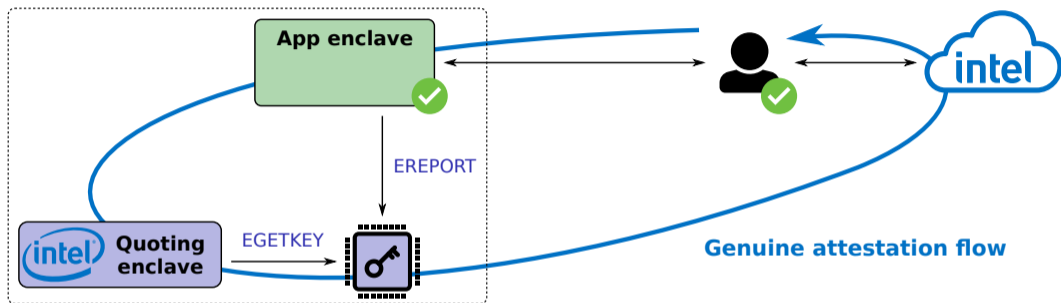 App enclave
intel
EREPORT
intel
Quoting
enclave
EGETKEY
Genuine attestation flow